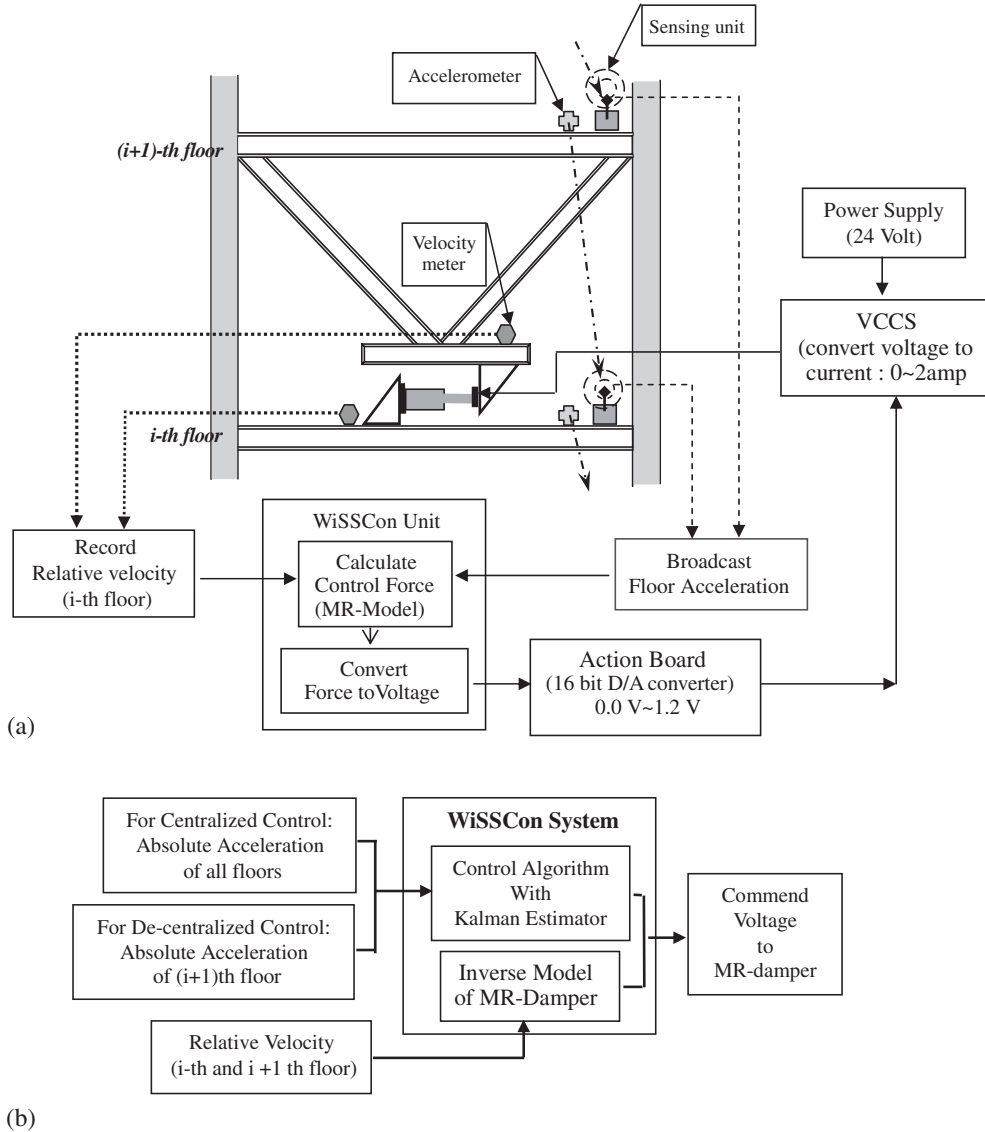 Sensing unit
Accelerometer
(i+1)-th floor
Velocity
meter
Power Supply
(24 Volt)
VCCS
(convert voltage to
current : 0~2amp
i-th floor
WiSSCon Unit
Record
Relative velocity
(i-th floor)
Calculate
Control Force
(MR-Model)
Broadcast
Floor Acceleration
Convert
Force toVoltage
Action Board
(16 bit D/A converter)
0.0 V~1.2 V
(a)
For Centralized Control:
Absolute Acceleration
of all floors
WiSSCon System
Control Algorithm
With
Kalman Estimator
Commend
Voltage
to
MR-damper
For De-centralized Control:
Absolute Acceleration
of (i+1)th floor
Inverse Model
of MR-Damper
Relative Velocity
(i-th and i +1 th floor)
(b)